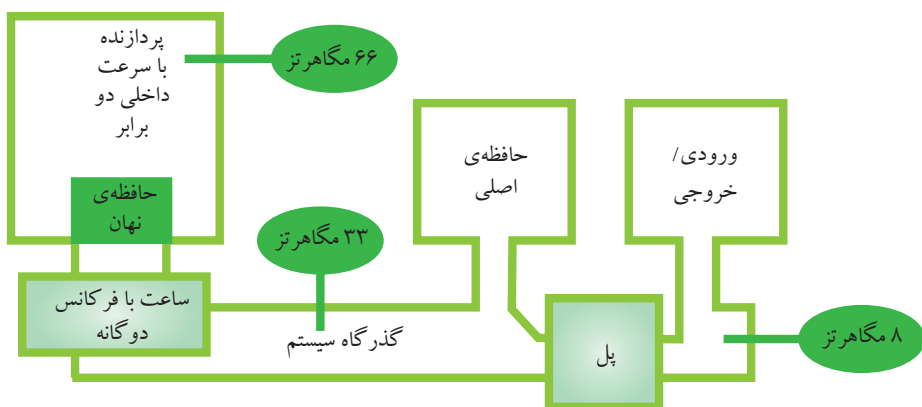 پردازنده
با سرعت
داخلی دو
برابر
۶۶ مگاهرتز
حافظه‌ی
نهان
ساعت با فرکانس
دوگانه
۳۳ مگاهرتز
گذرگاه سیستم
حافظه‌ی
اصلی
ورودی/
خروجی
پل
۸ مگاهرتز